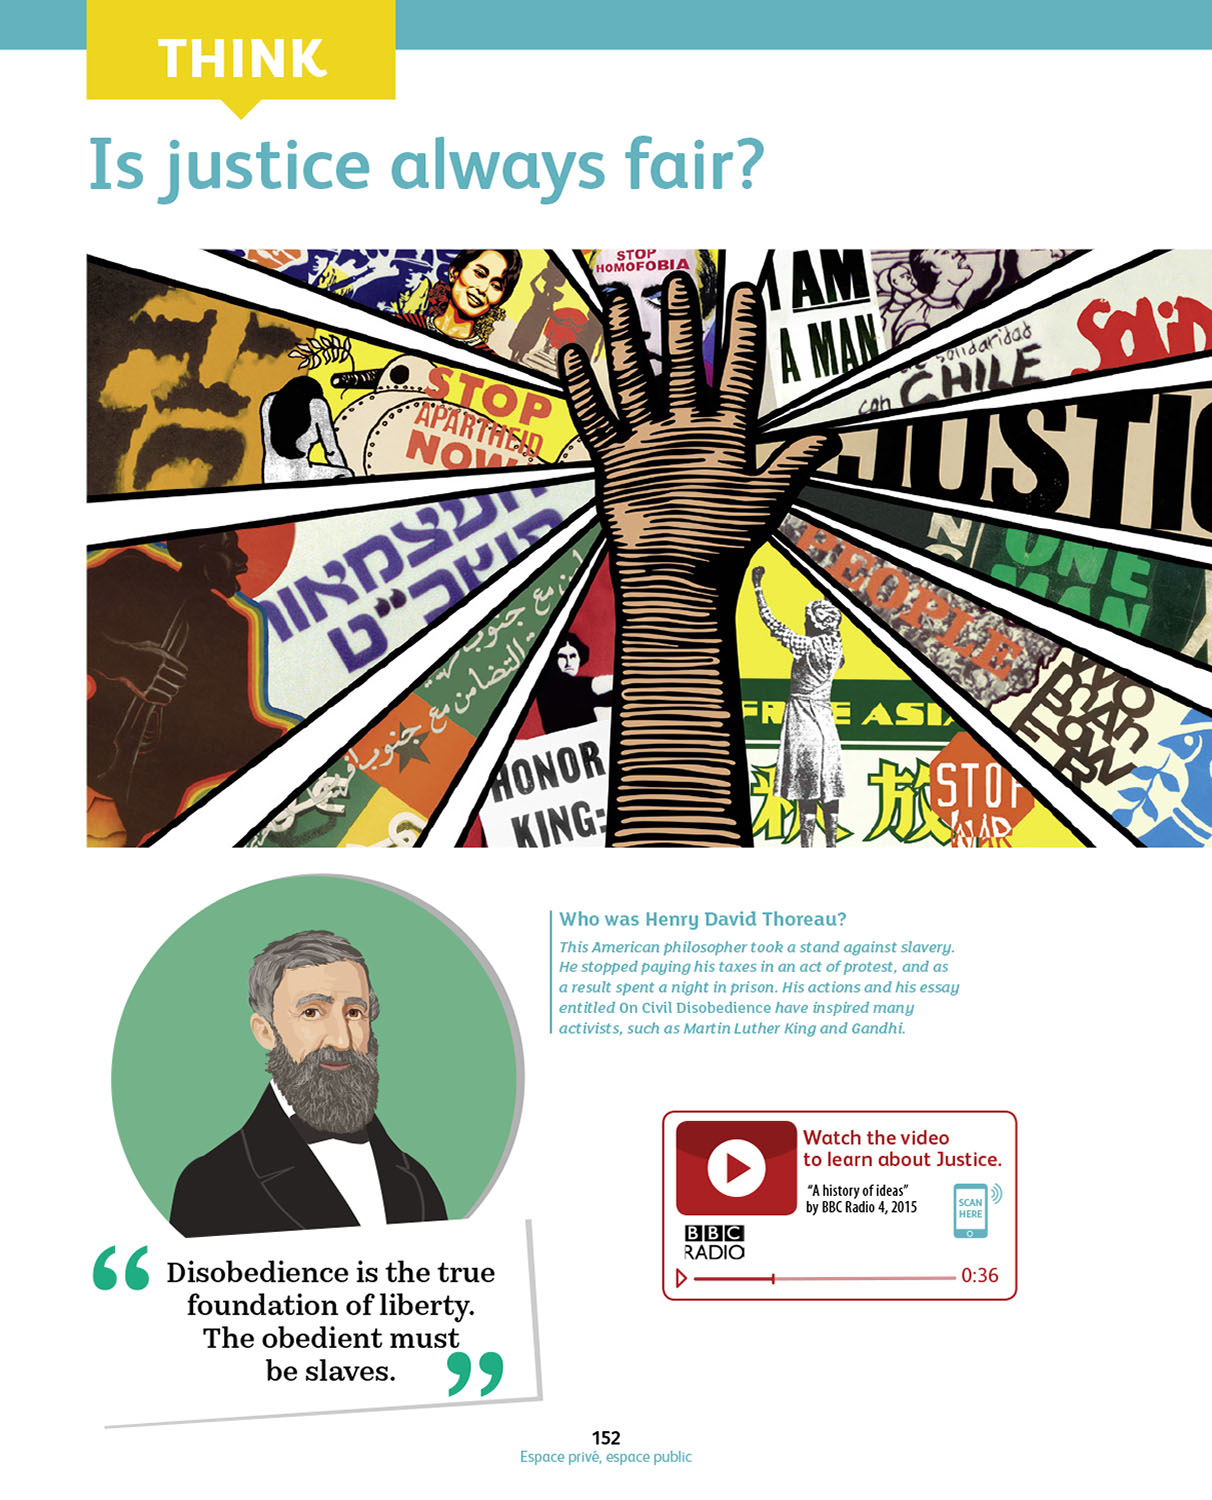 THINK
Is justice always fair?
STOP
HOMOFOBIA
I AM
A MAN
solidaridad
con CHILE
STOP
APARTHEID
NOW
JUSTIC
ONE
MAN
PEOPLE
HONOR
KING:
FREE ASIA
STOP
WAR
Who was Henry David Thoreau?
This American philosopher took a stand against slavery.
He stopped paying his taxes in an act of protest, and as
a result spent a night in prison. His actions and his essay
entitled On Civil Disobedience have inspired many
activists, such as Martin Luther King and Gandhi.
Watch the video
to learn about Justice.
“A history of ideas”
by BBC Radio 4, 2015
SCAN
HERE
BBC
RADIO
0:36
“ Disobedience is the true
foundation of liberty.
The obedient must
be slaves. ”
152
Espace privé, espace public